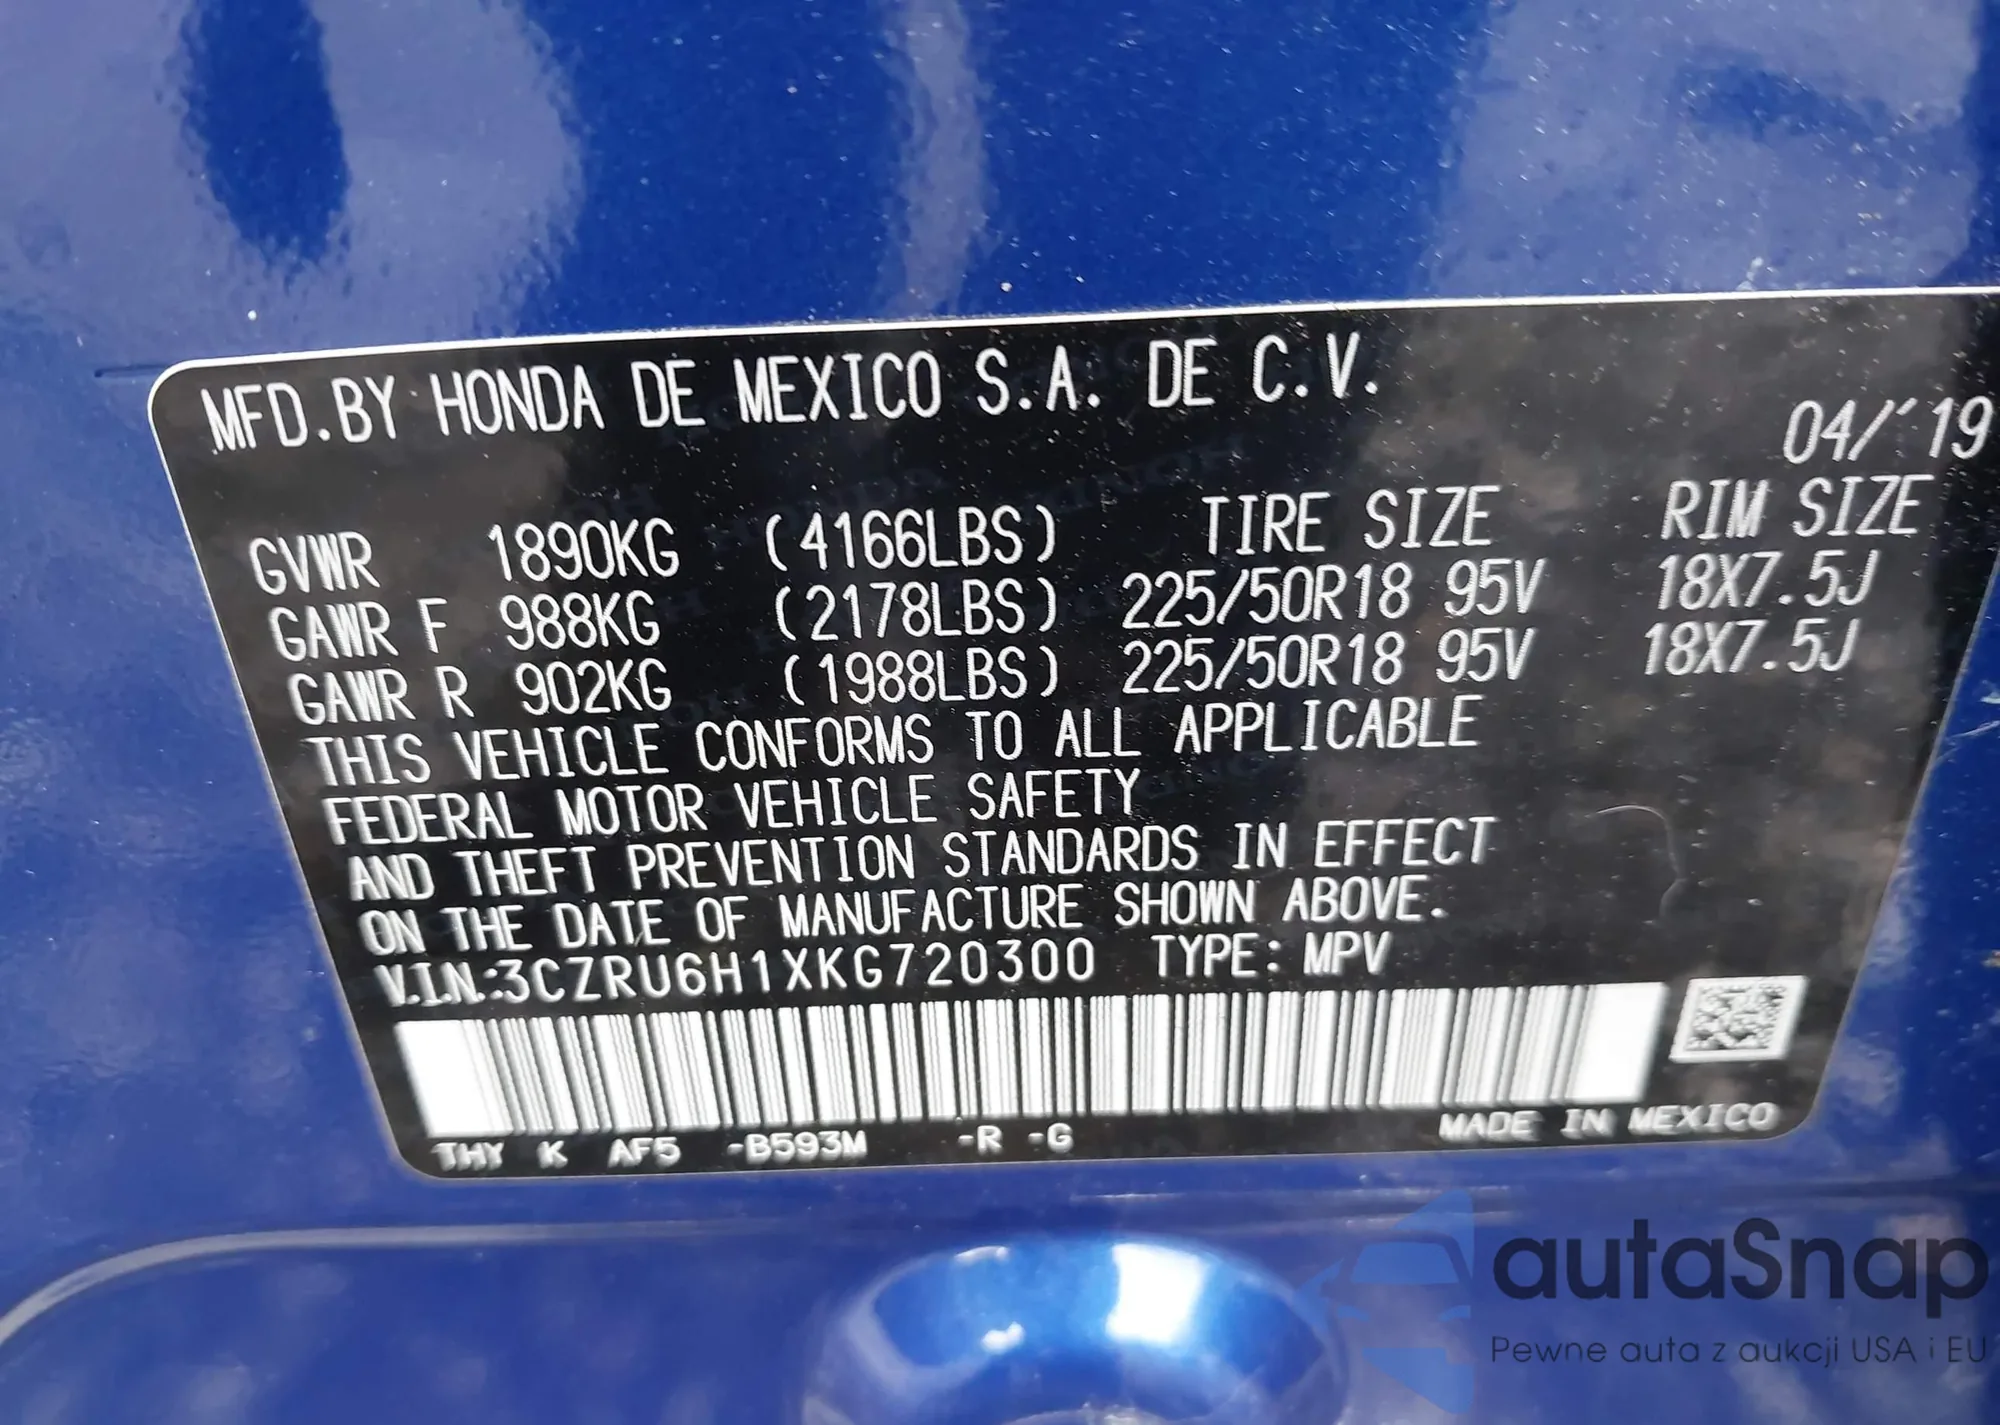 MFD.BY HONDA DE MEXICO S.A. DE C.V.
04/'19
GVWR 1890KG (4166LBS) TIRE SIZE RIM SIZE
GAWR F 988KG (2178LBS) 225/50R18 95V 18X7.5J
GAWR R 902KG (1988LBS) 225/50R18 95V 18X7.5J
THIS VEHICLE CONFORMS TO ALL APPLICABLE
FEDERAL MOTOR VEHICLE SAFETY
AND THEFT PREVENTION STANDARDS IN EFFECT
ON THE DATE OF MANUFACTURE SHOWN ABOVE.
V.I.N.:3CZRU6H1XKG720300 TYPE: MPV
THY K AF5 -B593M -R -G MADE IN MEXICO
autaSnap
Pewne auta z aukcji USA i EU